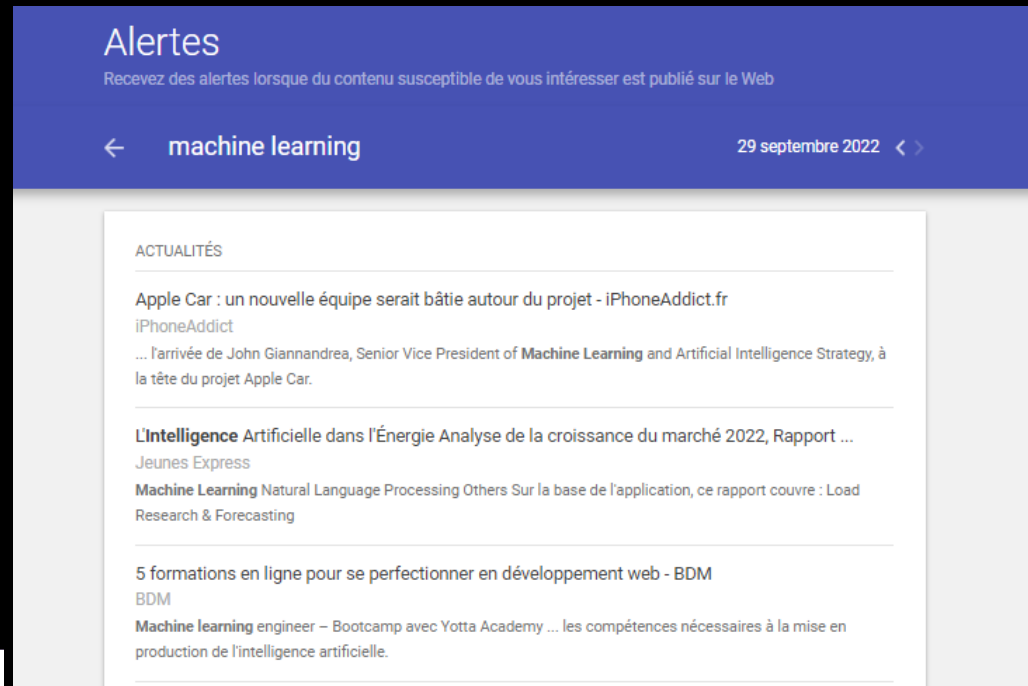 Alertes
Recevez des alertes lorsque du contenu susceptible de vous intéresser est publié sur le Web
machine learning
29 septembre 2022
ACTUALITÉS
Apple Car : un nouvelle équipe serait bâtie autour du projet - iPhoneAddict.fr
iPhoneAddict
... l'arrivée de John Giannandrea, Senior Vice President of Machine Learning and Artificial Intelligence Strategy, à
la tête du projet Apple Car.
L'Intelligence Artificielle dans l'Énergie Analyse de la croissance du marché 2022, Rapport ...
Jeunes Express
Machine Learning Natural Language Processing Others Sur la base de l'application, ce rapport couvre : Load
Research & Forecasting
5 formations en ligne pour se perfectionner en développement web - BDM
BDM
Machine learning engineer – Bootcamp avec Yotta Academy ... les compétences nécessaires à la mise en
production de l'intelligence artificielle.